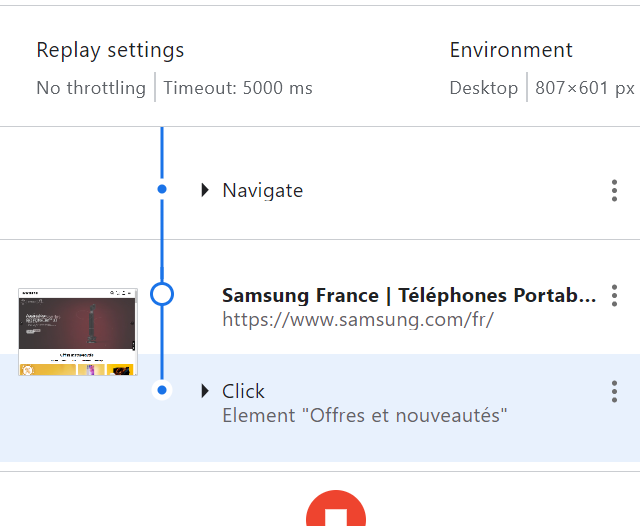 Replay settings
Environment
No throttling
Timeout: 5000 ms
Desktop
807×601 px
Navigate
Samsung France | Téléphones Portab...
https://www.samsung.com/fr/
Click
Element "Offres et nouveautés"